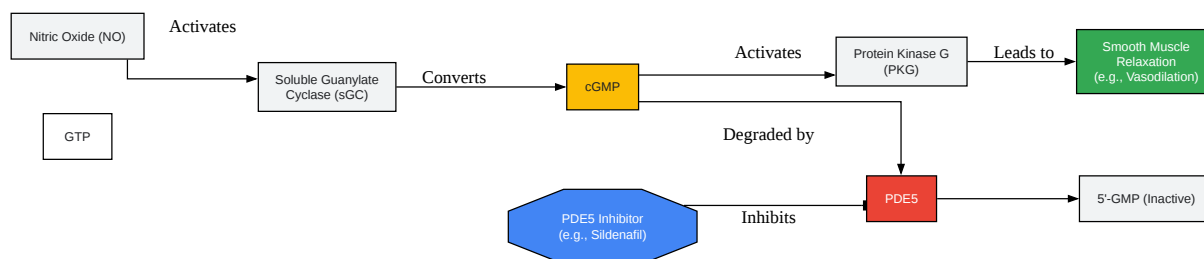 Nitric Oxide (NO)
Activates
Soluble Guanylate
Cyclase (sGC)
Converts
GTP
cGMP
Activates
Protein Kinase G
(PKG)
Leads to
Smooth Muscle
Relaxation
(e.g., Vasodilation)
Degraded by
PDE5 Inhibitor
(e.g., Sildenafil)
Inhibits
PDE5
5'-GMP (Inactive)